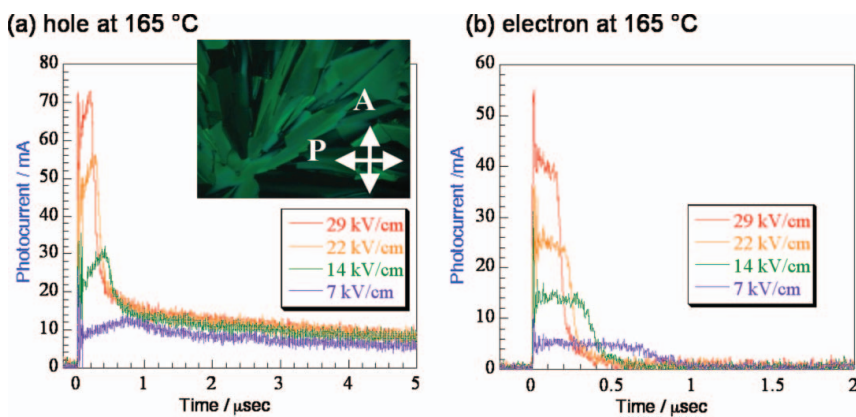 (a) hole at 165 °C
(b) electron at 165 °C
80
70
60
50
40
30
20
10
0
Photocurrent / mA
A
P
29 kV/cm
22 kV/cm
14 kV/cm
7 kV/cm
0
1
2
3
4
5
Time / μsec
60
50
40
30
20
10
0
Photocurrent /mA
29 kV/cm
22 kV/cm
14 kV/cm
7 kV/cm
0
0.5
1
1.5
2
Time / μsec